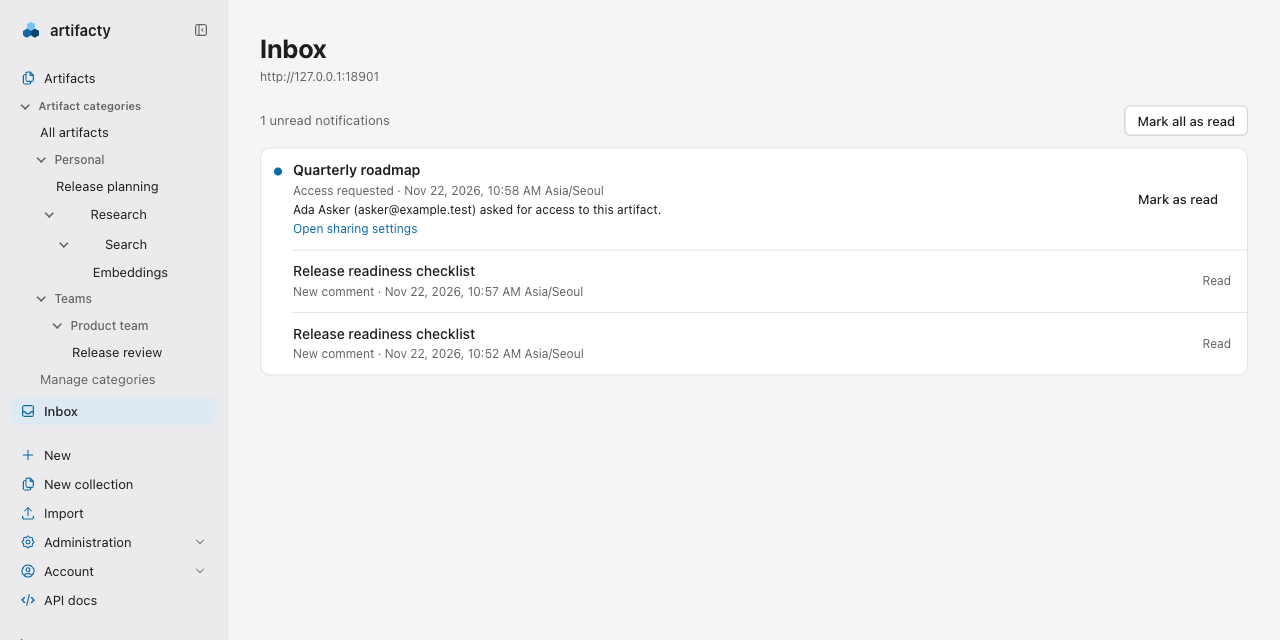 artifacty
Artifacts
Artifact categories
All artifacts
Personal
Release planning
Research
Search
Embeddings
Teams
Product team
Release review
Manage categories
Inbox
New
New collection
Import
Administration
Account
API docs
Inbox
http://127.0.0.1:18901
1 unread notifications
Mark all as read
Quarterly roadmap
Access requested · Nov 22, 2026, 10:58 AM Asia/Seoul
Ada Asker (asker@example.test) asked for access to this artifact.
Open sharing settings
Mark as read
Release readiness checklist
New comment · Nov 22, 2026, 10:57 AM Asia/Seoul
Read
Release readiness checklist
New comment · Nov 22, 2026, 10:52 AM Asia/Seoul
Read